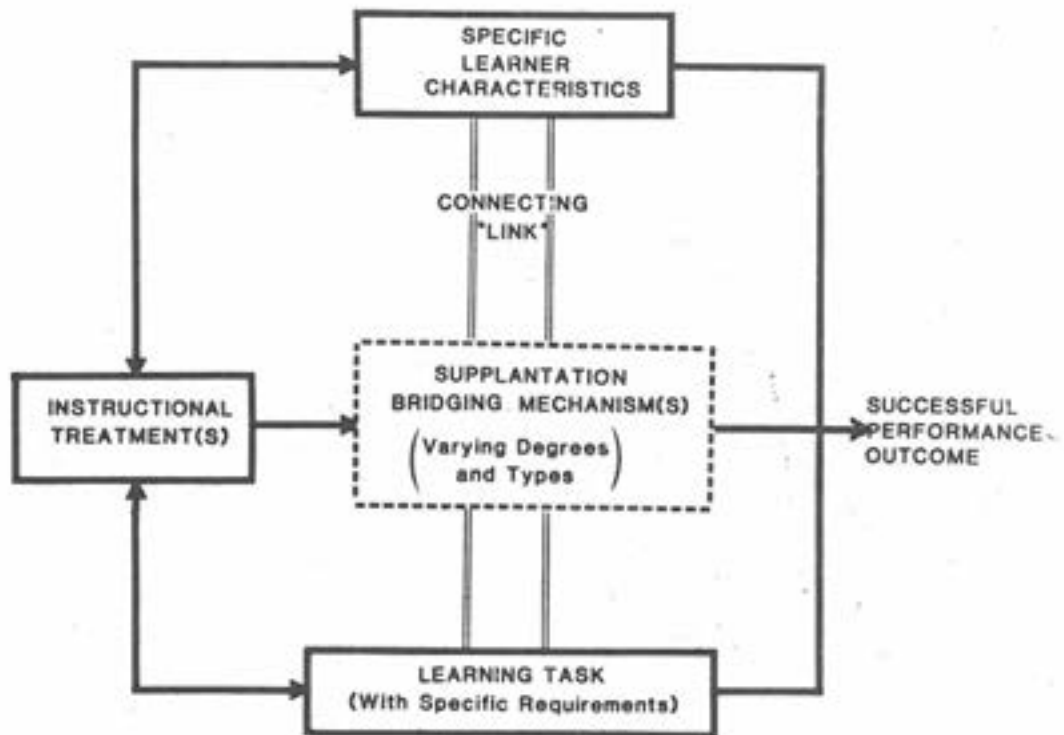 SPECIFIC
LEARNER
CHARACTERISTICS
CONNECTING
"LINK"
SUPPLANTATION
BRIDGING MECHANISM(S)
(Varying Degrees
and Types)
INSTRUCTIONAL
TREATMENT(S)
SUCCESSFUL
PERFORMANCE
OUTCOME
LEARNING TASK
(With Specific Requirements)